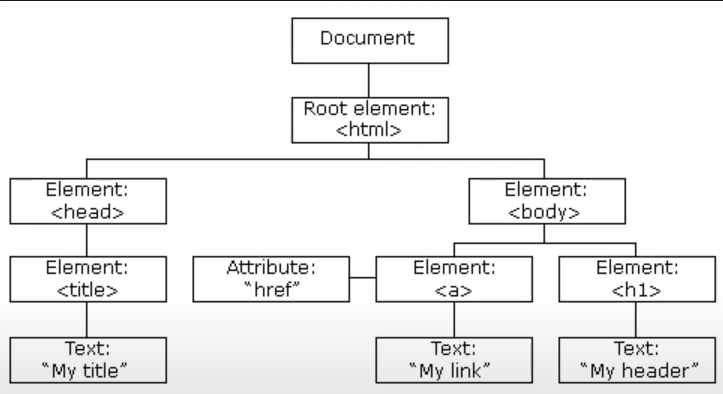 Document
Root element:
<html>
Element:
<head>
Element:
<body>
Element:
<title>
Attribute:
“href”
Element:
<a>
Element:
<h1>
Text:
“My title”
Text:
“My link”
Text:
“My header”